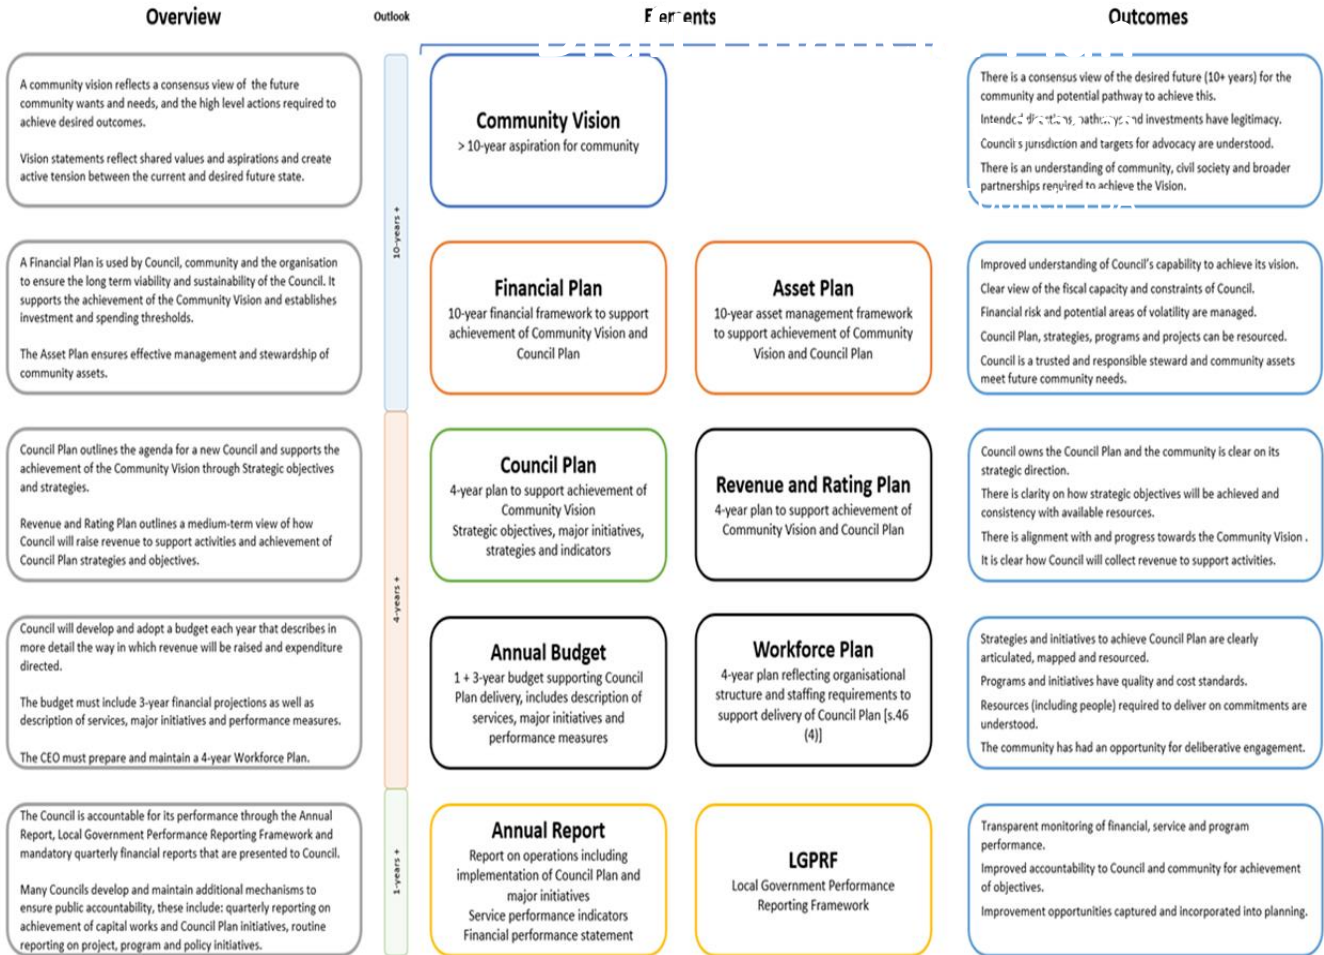 Overview
Outlook
Outcomes
A community vision reflects a consensus view of the future
community wants and needs, and the high level actions required to
achieve desired outcomes.
Vision statements reflect shared values and aspirations and create
active tension between the current and desired future state.
10-years +
Community Vision
> 10-year aspiration for community
There is a consensus view of the desired future (10+ years) for the
community and potential pathway to achieve this.
and investments have legitimacy.
Council s jurisdiction and targets for advocacy are understood.
There is an understanding of community, civil society and broader
partnerships required to achieve the Vision.
A Financial Plan is used by Council, community and the organisation
to ensure the long term viability and sustainability of the Council. It
supports the achievement of the Community Vision and establishes
investment and spending thresholds.
The Asset Plan ensures effective management and stewardship of
community assets.
Financial Plan
10-year financial framework to support
achievement of Community Vision and
Council Plan
Asset Plan
10-year asset management framework
to support achievement of Community
Vision and Council Plan
Improved understanding of Council's capability to achieve its vision.
Clear view of the fiscal capacity and constraints of Council.
Financial risk and potential areas of volatility are managed.
Council Plan, strategies, programs and projects can be resourced.
Council is a trusted and responsible steward and community assets
meet future community needs.
Council Plan outlines the agenda for a new Council and supports the
achievement of the Community Vision through Strategic objectives
and strategies.
Revenue and Rating Plan outlines a medium-term view of how
Council will raise revenue to support activities and achievement of
Council Plan strategies and objectives.
4-years +
Council Plan
4-year plan to support achievement of
Community Vision
Strategic objectives, major initiatives,
strategies and indicators
Revenue and Rating Plan
4-year plan to support achievement of
Community Vision and Council Plan
Council owns the Council Plan and the community is clear on its
strategic direction.
There is clarity on how strategic objectives will be achieved and
consistency with available resources.
There is alignment with and progress towards the Community Vision .
It is clear how Council will collect revenue to support activities.
Council will develop and adopt a budget each year that describes in
more detail the way in which revenue will be raised and expenditure
directed.
The budget must include 3-year financial projections as well as
description of services, major initiatives and performance measures.
The CEO must prepare and maintain a 4-year Workforce Plan.
Annual Budget
1 + 3-year budget supporting Council
Plan delivery, includes description of
services, major initiatives and
performance measures
Workforce Plan
4-year plan reflecting organisational
structure and staffing requirements to
support delivery of Council Plan [s.46
(4)]
Strategies and initiatives to achieve Council Plan are clearly
articulated, mapped and resourced.
Programs and initiatives have quality and cost standards.
Resources (including people) required to deliver on commitments are
understood.
The community has had an opportunity for deliberative engagement.
The Council is accountable for its performance through the Annual
Report, Local Government Performance Reporting Framework and
mandatory quarterly financial reports that are presented to Council.
Many Councils develop and maintain additional mechanisms to
ensure public accountability, these include: quarterly reporting on
achievement of capital works and Council Plan initiatives, routine
reporting on project, program and policy initiatives.
1-years +
Annual Report
Report on operations including
implementation of Council Plan and
major initiatives
Service performance indicators
Financial performance statement
LGPRF
Local Government Performance
Reporting Framework
Transparent monitoring of financial, service and program
performance.
Improved accountability to Council and community for achievement
of objectives.
Improvement opportunities captured and incorporated into planning.